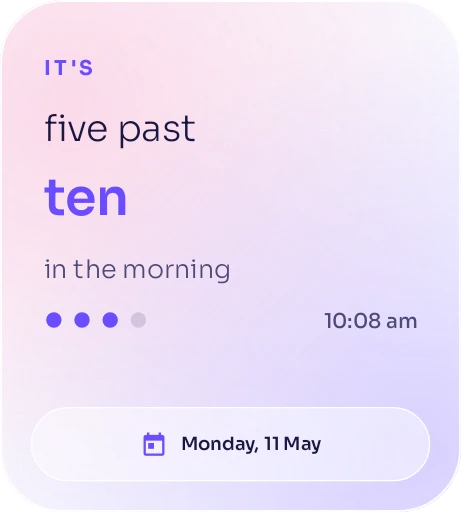 IT'S
five past
ten
in the morning
10:08 am
Monday, 11 May